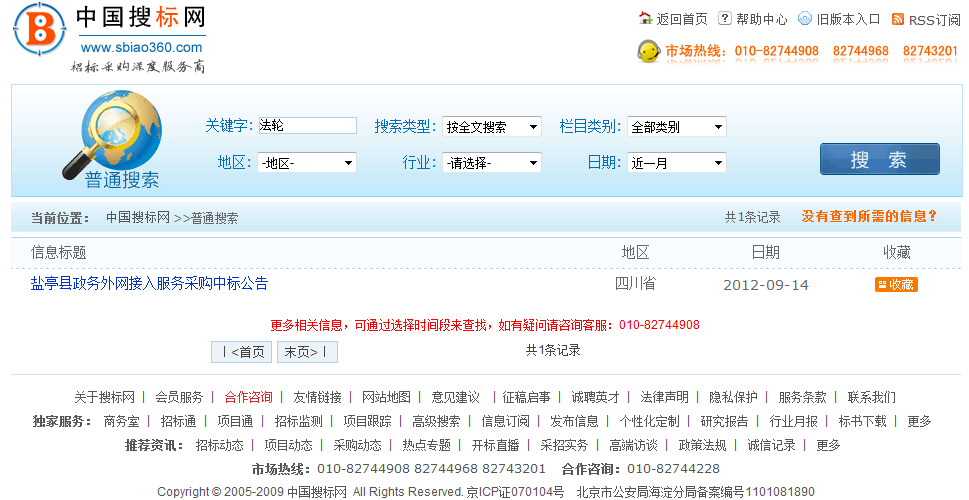 中国搜标网
www.sbiao360.com
招标采购深度服务商
返回首页 帮助中心 旧版本入口 RSS订阅
市场热线：010-82744908 82744968 82743201
普通搜索
关键字：法轮 搜索类型：按全文搜索 栏目类别：全部类别
地区：-地区- 行业：-请选择- 日期：近一月
搜 索
当前位置： 中国搜标网 >>普通搜索 共1条记录 没有查到所需的信息？
信息标题 地区 日期 收藏
盐亭县政务外网接入服务采购中标公告 四川省 2012-09-14 收藏
更多相关信息，可通过选择时间段来查找，如有疑问请咨询客服：010-82744908
|<首页 末页>| 共1条记录
关于搜标网 | 会员服务 | 合作咨询 | 友情链接 | 网站地图 | 意见建议 | 征稿启事 | 诚聘英才 | 法律声明 | 隐私保护 | 服务条款 | 联系我们
独家服务： 商务室 | 招标通 | 项目通 | 招标监测 | 项目跟踪 | 高级搜索 | 信息订阅 | 发布信息 | 个性化定制 | 研究报告 | 行业月报 | 标书下载 | 更多
推荐资讯： 招标动态 | 项目动态 | 采购动态 | 热点专题 | 开标直播 | 采招实务 | 高端访谈 | 政策法规 | 诚信记录 | 更多
市场热线：010-82744908 82744968 82743201 合作咨询：010-82744228
Copyright © 2005-2009 中国搜标网 All Rights Reserved. 京ICP证070104号 北京市公安局海淀分局备案编号1101081890